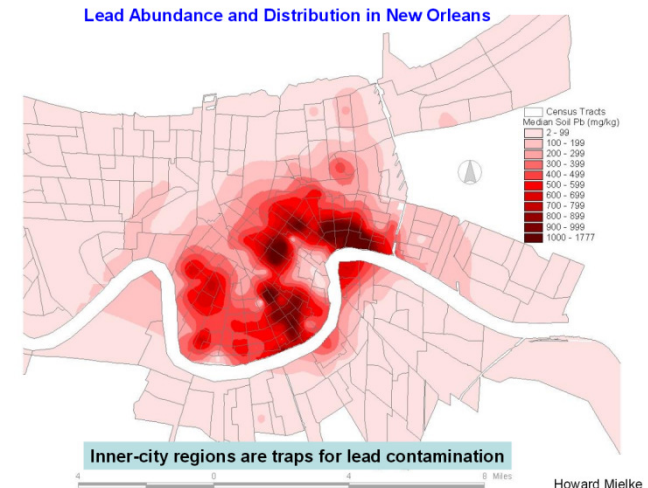 Lead Abundance and Distribution in New Orleans
Census Tracts
Median Soil Pb (mg/kg)
2 - 99
100 - 199
200 - 299
300 - 399
400 - 499
500 - 599
600 - 699
700 - 799
800 - 899
900 - 999
1000 - 1777
Inner-city regions are traps for lead contamination
4 0 4 8 Miles
Howard Mielke